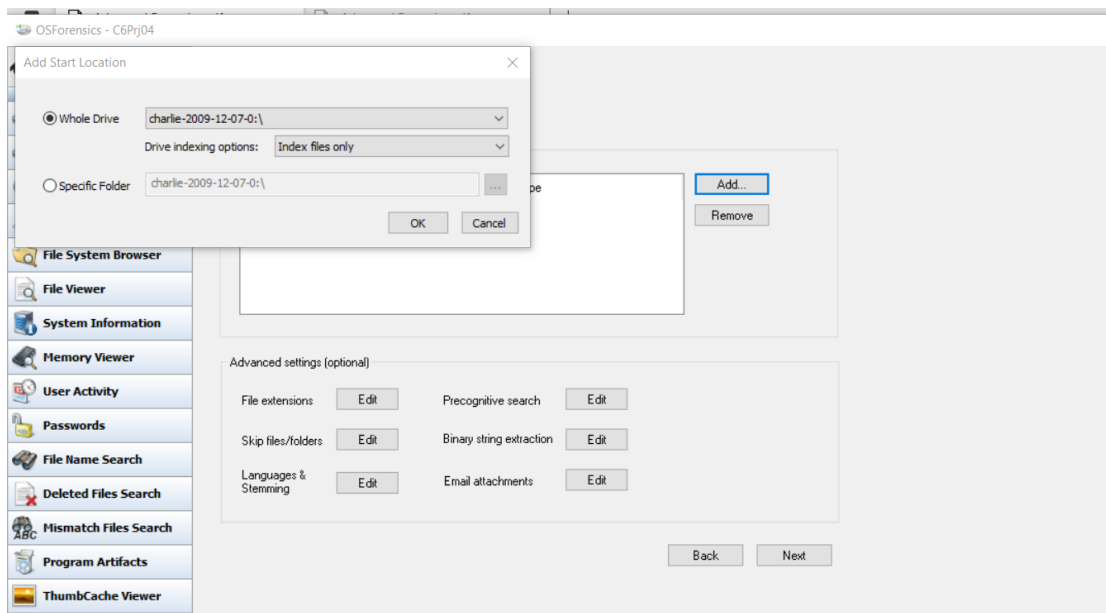 OSForensics - C6Prj04
Add Start Location
Whole Drive charlie-2009-12-07-0:\
Drive indexing options: Index files only
Specific Folder charlie-2009-12-07-0:\ ...
OK Cancel
Add...
Remove
File System Browser
File Viewer
System Information
Memory Viewer
User Activity
Passwords
File Name Search
Deleted Files Search
Mismatch Files Search
Program Artifacts
ThumbCache Viewer
Advanced settings (optional)
File extensions Edit Precognitive search Edit
Skip files/folders Edit Binary string extraction Edit
Languages &
Stemming Edit Email attachments Edit
Back Next